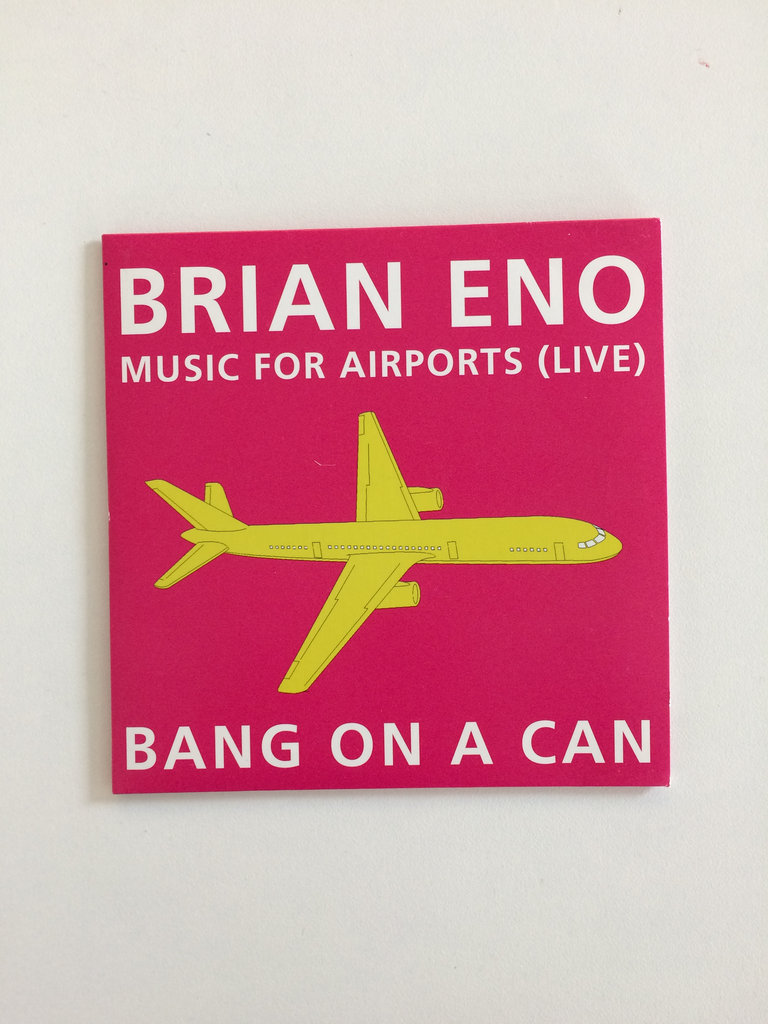 BRIAN ENO
MUSIC FOR AIRPORTS (LIVE)
BANG ON A CAN